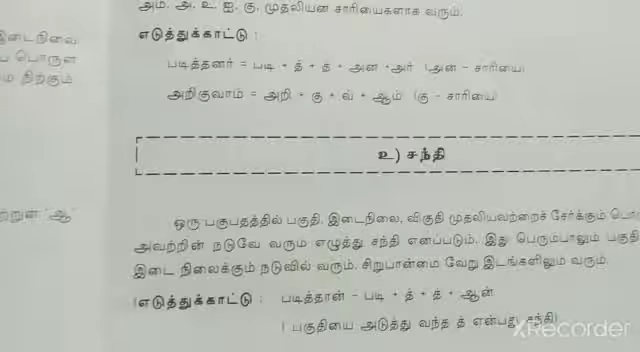 அம். அ. உ. ஐ. கு. முதலியன சாரியைகளாக வரும்.
இடைநிலை
எடுத்துக்காட்டு :
பொருள்
நிற்கும்
படித்தனர் = படி + த் + த் + அன் +அர் (அன் - சாரியை)
அறிகுவாம் = அறி + கு + வ் + ஆம் (கு - சாரியை)
உ) சந்தி
"ஆ"
ஒரு பகுபதத்தில் பகுதி, இடைநிலை, விகுதி முதலியவற்றைச் சேர்க்கும்
அவற்றின் நடுவே வரும் எழுத்து சந்தி எனப்படும். இது பெரும்பாலும் பகுதி
இடை நிலைக்கும் நடுவில் வரும். சிறுபான்மை வேறு இடங்களிலும் வரும்.
எடுத்துக்காட்டு : படித்தான் - படி + த் + த் + ஆன்
( பகுதியை அடுத்து வந்த த் என்பது சந்தி)
XRecorder